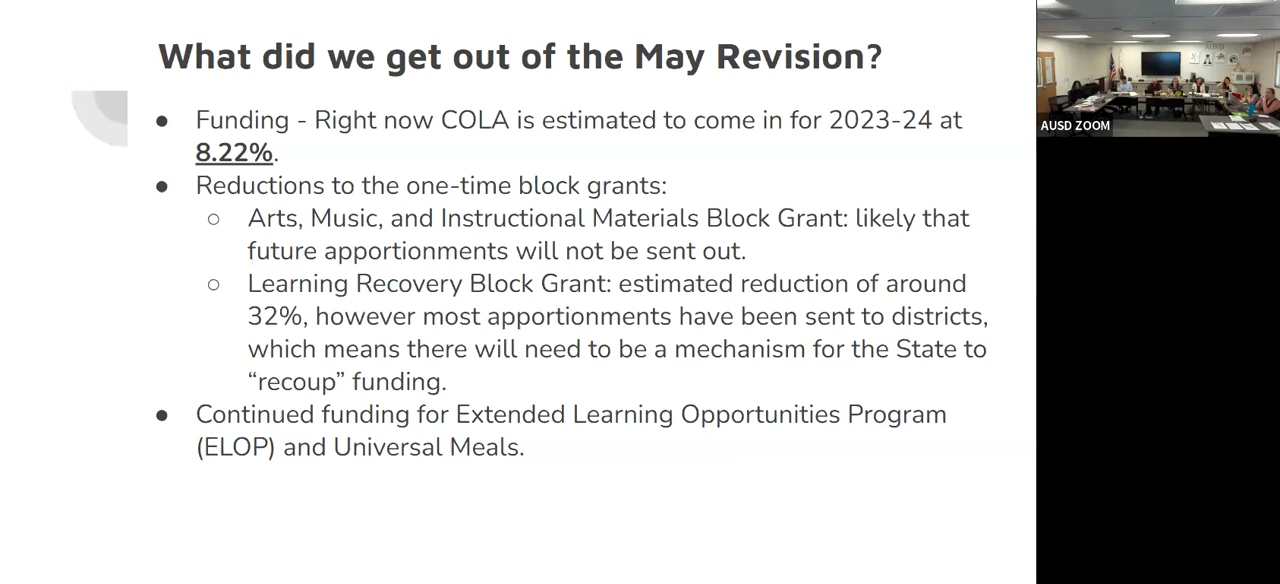 What did we get out of the May Revision?
● Funding - Right now COLA is estimated to come in for 2023-24 at
8.22%.
● Reductions to the one-time block grants:
○ Arts, Music, and Instructional Materials Block Grant: likely that
future apportionments will not be sent out.
○ Learning Recovery Block Grant: estimated reduction of around
32%, however most apportionments have been sent to districts,
which means there will need to be a mechanism for the State to
“recoup” funding.
● Continued funding for Extended Learning Opportunities Program
(ELOP) and Universal Meals.
AUSD
AUSD ZOOM